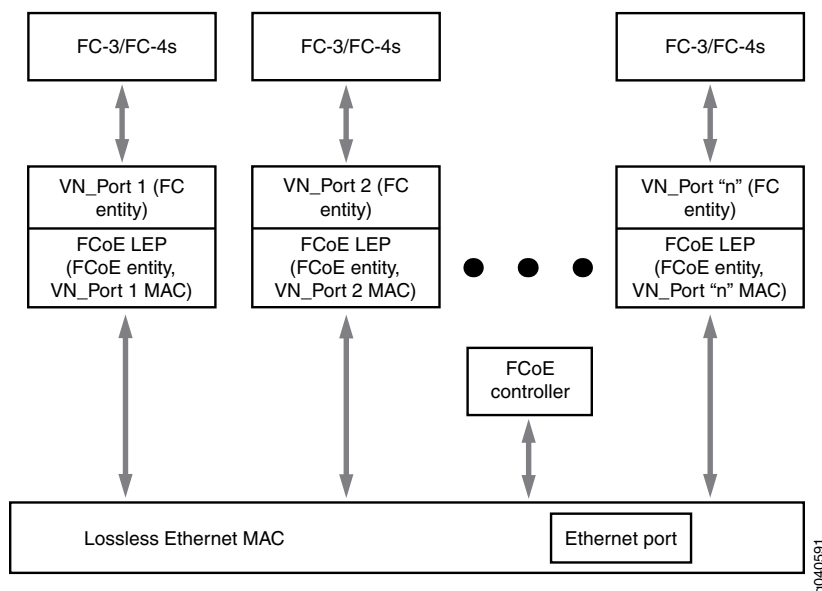 FC-3/FC-4s
FC-3/FC-4s
FC-3/FC-4s
VN_Port 1 (FC
entity)
FCoE LEP
(FCoE entity,
VN_Port 1 MAC)
VN_Port 2 (FC
entity)
FCoE LEP
(FCoE entity,
VN_Port 2 MAC)
VN_Port “n” (FC
entity)
FCoE LEP
(FCoE entity,
VN_Port “n” MAC)
FCoE
controller
Lossless Ethernet MAC
Ethernet port
g040591